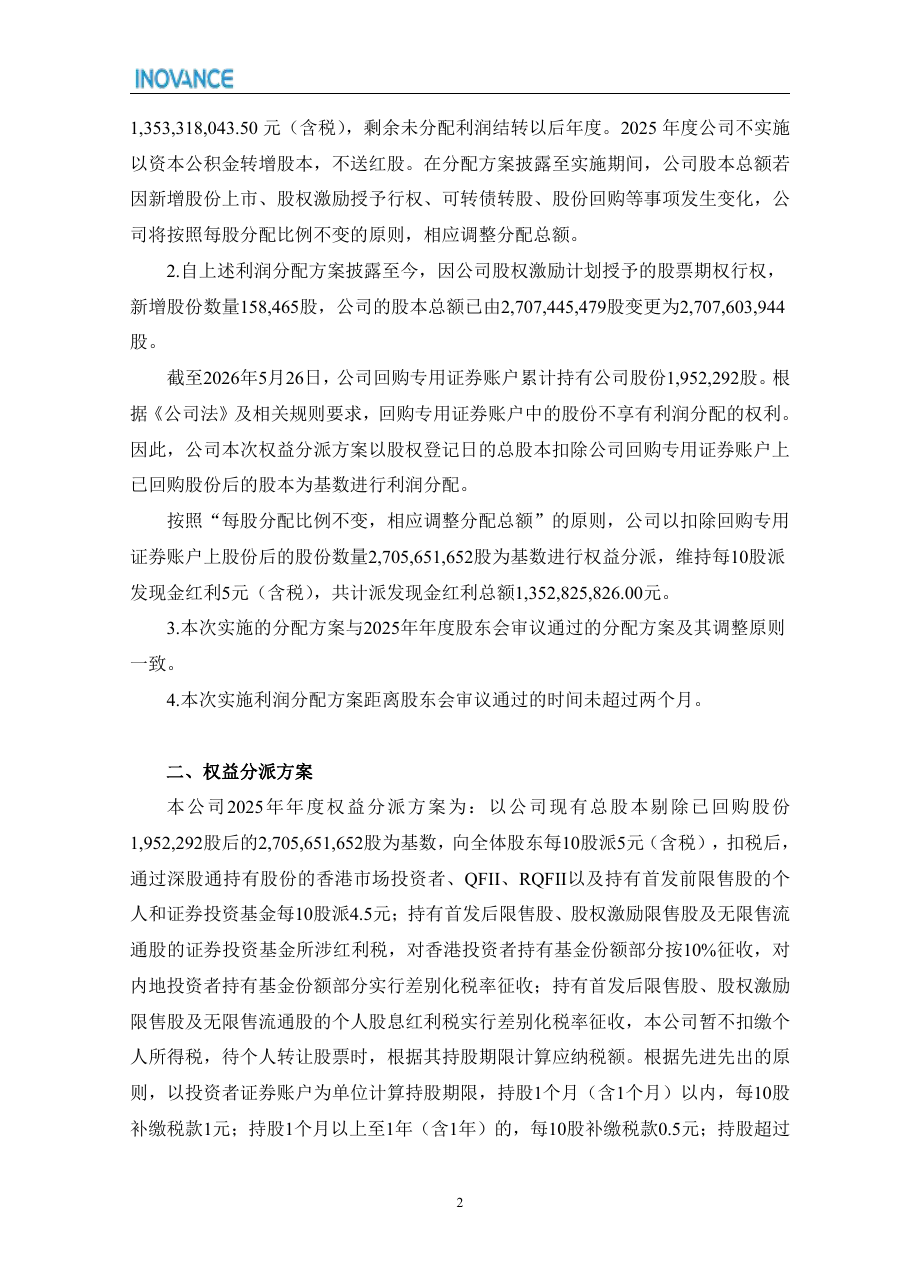 INOVANCE
1,353,318,043.50 元（含税），剩余未分配利润结转以后年度。2025 年度公司不实施
以资本公积金转增股本，不送红股。在分配方案披露至实施期间，公司股本总额若
因新增股份上市、股权激励授予行权、可转债转股、股份回购等事项发生变化，公
司将按照每股分配比例不变的原则，相应调整分配总额。
2.自上述利润分配方案披露至今，因公司股权激励计划授予的股票期权行权，
新增股份数量158,465股，公司的股本总额已由2,707,445,479股变更为2,707,603,944
股。
截至2026年5月26日，公司回购专用证券账户累计持有公司股份1,952,292股。根
据《公司法》及相关规则要求，回购专用证券账户中的股份不享有利润分配的权利。
因此，公司本次权益分派方案以股权登记日的总股本扣除公司回购专用证券账户上
已回购股份后的股本为基数进行利润分配。
按照“每股分配比例不变，相应调整分配总额”的原则，公司以扣除回购专用
证券账户上股份后的股份数量2,705,651,652股为基数进行权益分派，维持每10股派
发现金红利5元（含税），共计派发现金红利总额1,352,825,826.00元。
3.本次实施的分配方案与2025年年度股东会审议通过的分配方案及其调整原则
一致。
4.本次实施利润分配方案距离股东会审议通过的时间未超过两个月。
二、权益分派方案
本公司2025年年度权益分派方案为：以公司现有总股本剔除已回购股份
1,952,292股后的2,705,651,652股为基数，向全体股东每10股派5元（含税），扣税后，
通过深股通持有股份的香港市场投资者、QFII、RQFII以及持有首发前限售股的个
人和证券投资基金每10股派4.5元；持有首发后限售股、股权激励限售股及无限售流
通股的证券投资基金所涉红利税，对香港投资者持有基金份额部分按10%征收，对
内地投资者持有基金份额部分实行差别化税率征收；持有首发后限售股、股权激励
限售股及无限售流通股的个人股息红利税实行差别化税率征收，本公司暂不扣缴个
人所得税，待个人转让股票时，根据其持股期限计算应纳税额。根据先进先出的原
则，以投资者证券账户为单位计算持股期限，持股1个月（含1个月）以内，每10股
补缴税款1元；持股1个月以上至1年（含1年）的，每10股补缴税款0.5元；持股超过
2